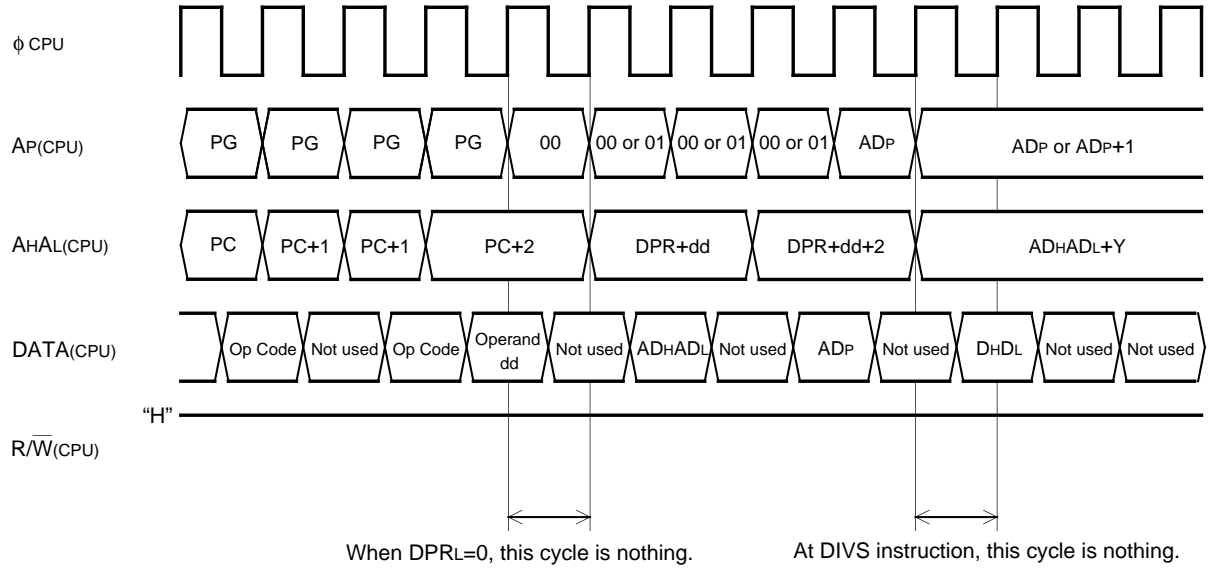 ϕ CPU
AP(CPU)
PG PG PG PG 00 00 or 01 00 or 01 00 or 01 ADP ADP or ADP+1
AHAL(CPU)
PC PC+1 PC+1 PC+2 DPR+dd DPR+dd+2 ADHADL+Y
DATA(CPU)
Op Code Not used Op Code Operand dd Not used ADHADL Not used ADP Not used DHDL Not used Not used
“H”
R/W̅(CPU)
When DPRL=0, this cycle is nothing.
At DIVS instruction, this cycle is nothing.